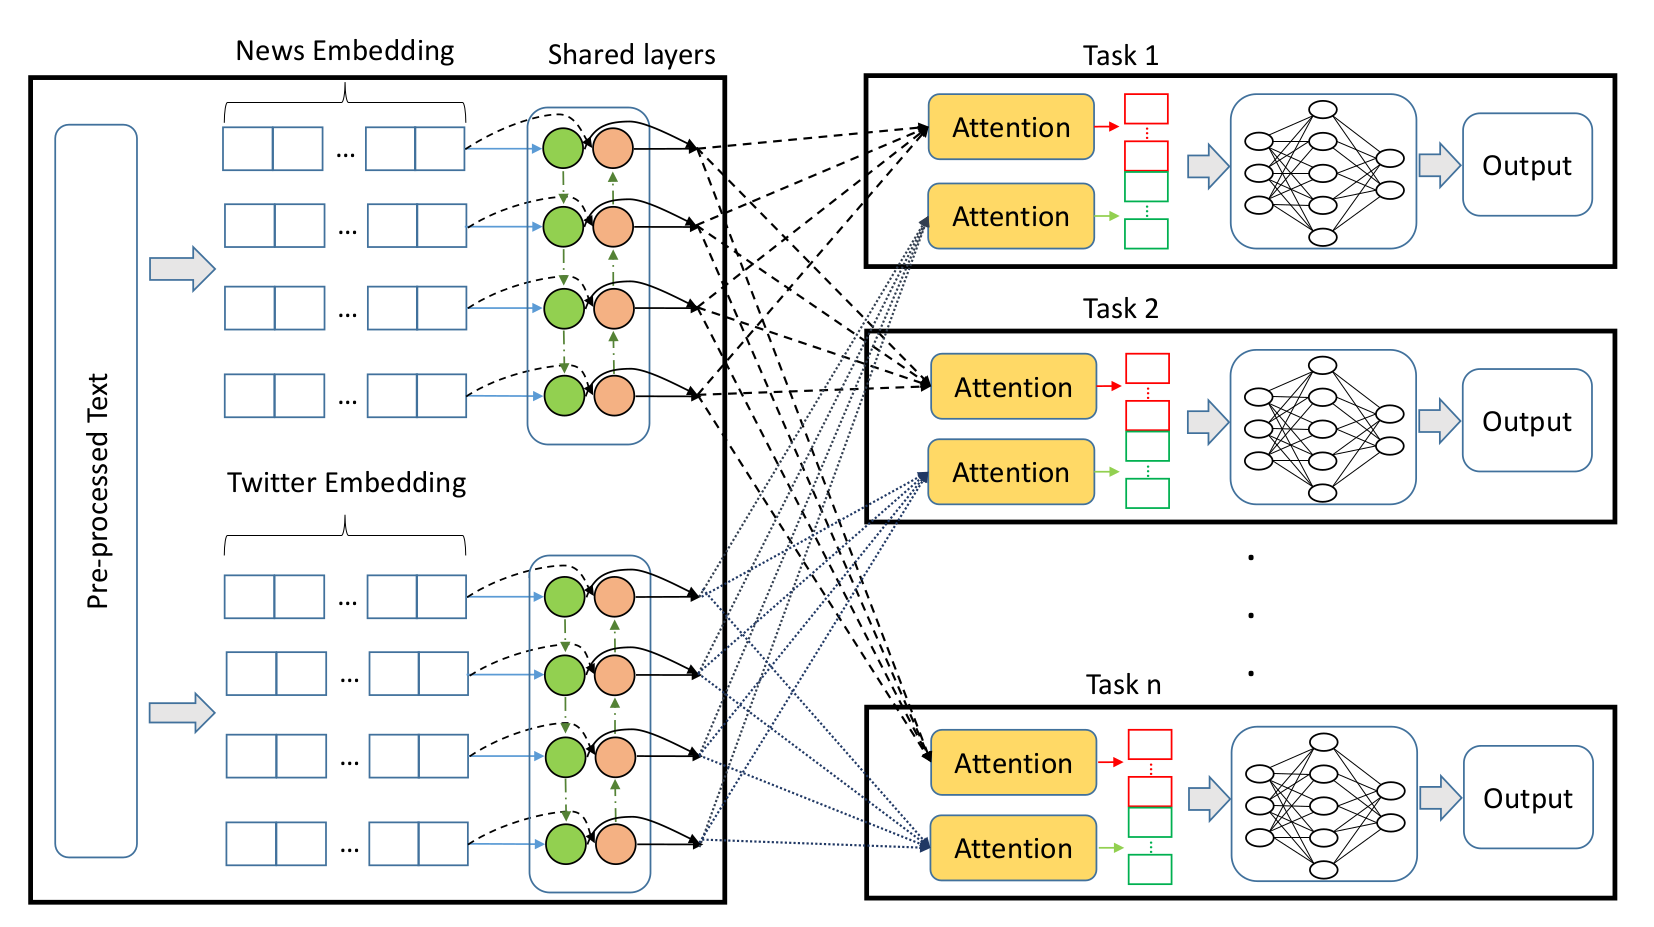 News Embedding
Shared layers
...
...
...
...
Pre-processed Text
Twitter Embedding
...
...
...
...
Task 1
Attention
Attention
Output
Task 2
Attention
Attention
Output
.
.
.
Task n
Attention
Attention
Output